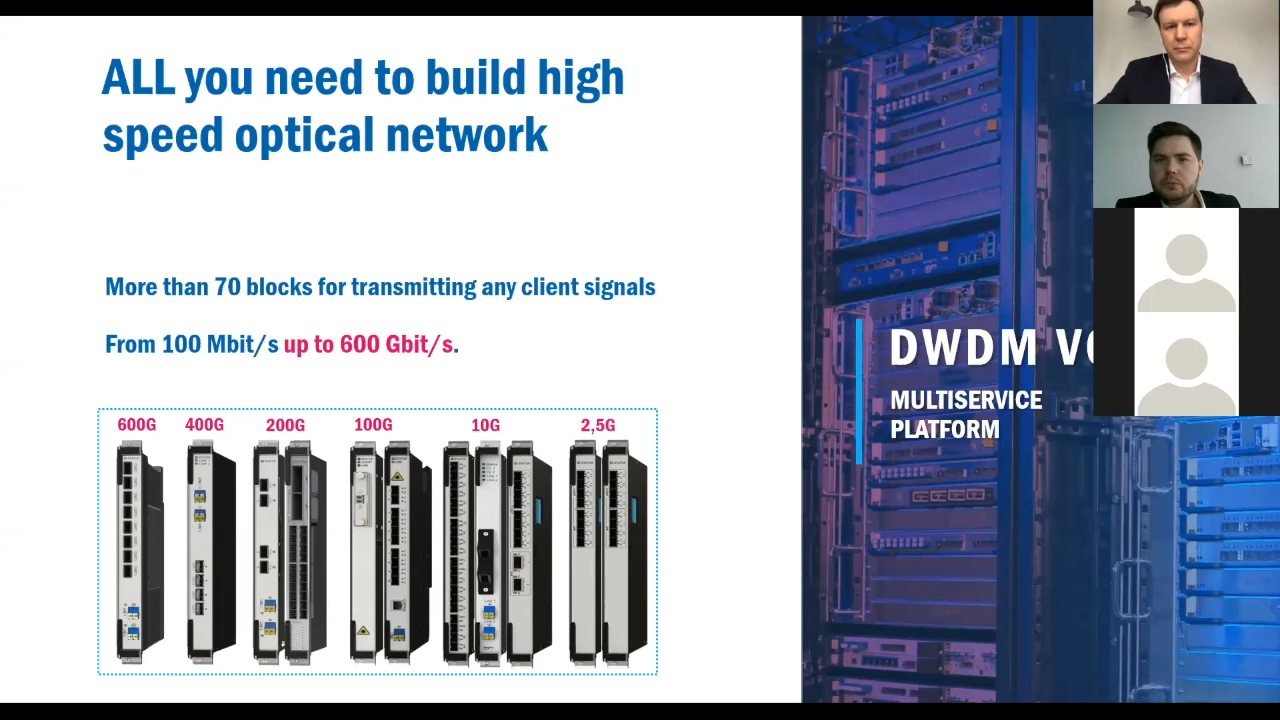 ALL you need to build high
speed optical network
More than 70 blocks for transmitting any client signals
From 100 Mbit/s up to 600 Gbit/s.
600G 400G 200G 100G 10G 2,5G
DWDM
MULTISERVICE
PLATFORM